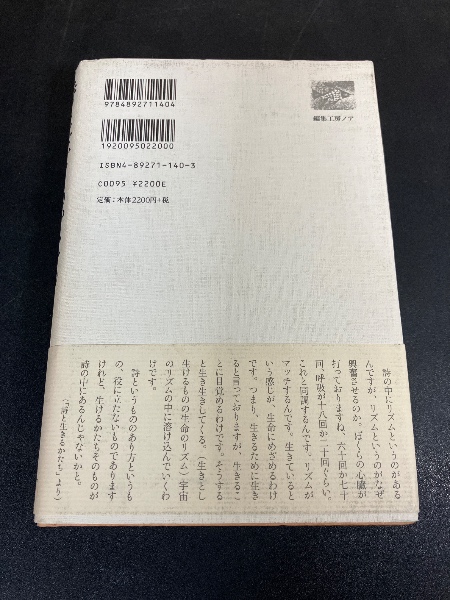 9784892711404
1920095022000
ISBN4-89271-140-3
C0095 ¥2200E
定価:本体2200円+税
編集工房ノア
詩の中にリズムというのがある
んですが、リズムというのがなぜ
興奮させるのか、ぼくらの心臓が
打っておりますね、六十回か七十
回、呼吸が十八回か二十回ぐらい。
これと同調するんです。リズムが
マッチするんです。生きていると
いう感じが、生命にめざめるわけ
です。つまり、生きるために生き
ると言っておりますが、生きるこ
とに目覚めるわけです。そうする
と生き生きしてくる。(生きとし
生けるもの生命のリズム)宇宙
のリズムの中に溶け込んでいくわ
けです。
詩というもののあり方というも
の、役に立たないものであります
けれど、生けるかたちそのものが
詩の中にあるんじゃないかと。
(「詩と生きるかたち」より)